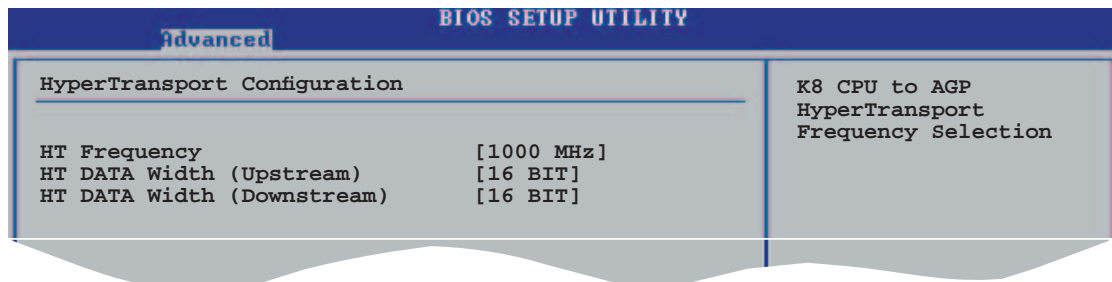 BIOS SETUP UTILITY
Advanced
HyperTransport Configuration
HT Frequency [1000 MHz]
HT DATA Width (Upstream) [16 BIT]
HT DATA Width (Downstream) [16 BIT]
K8 CPU to AGP
HyperTransport
Frequency Selection